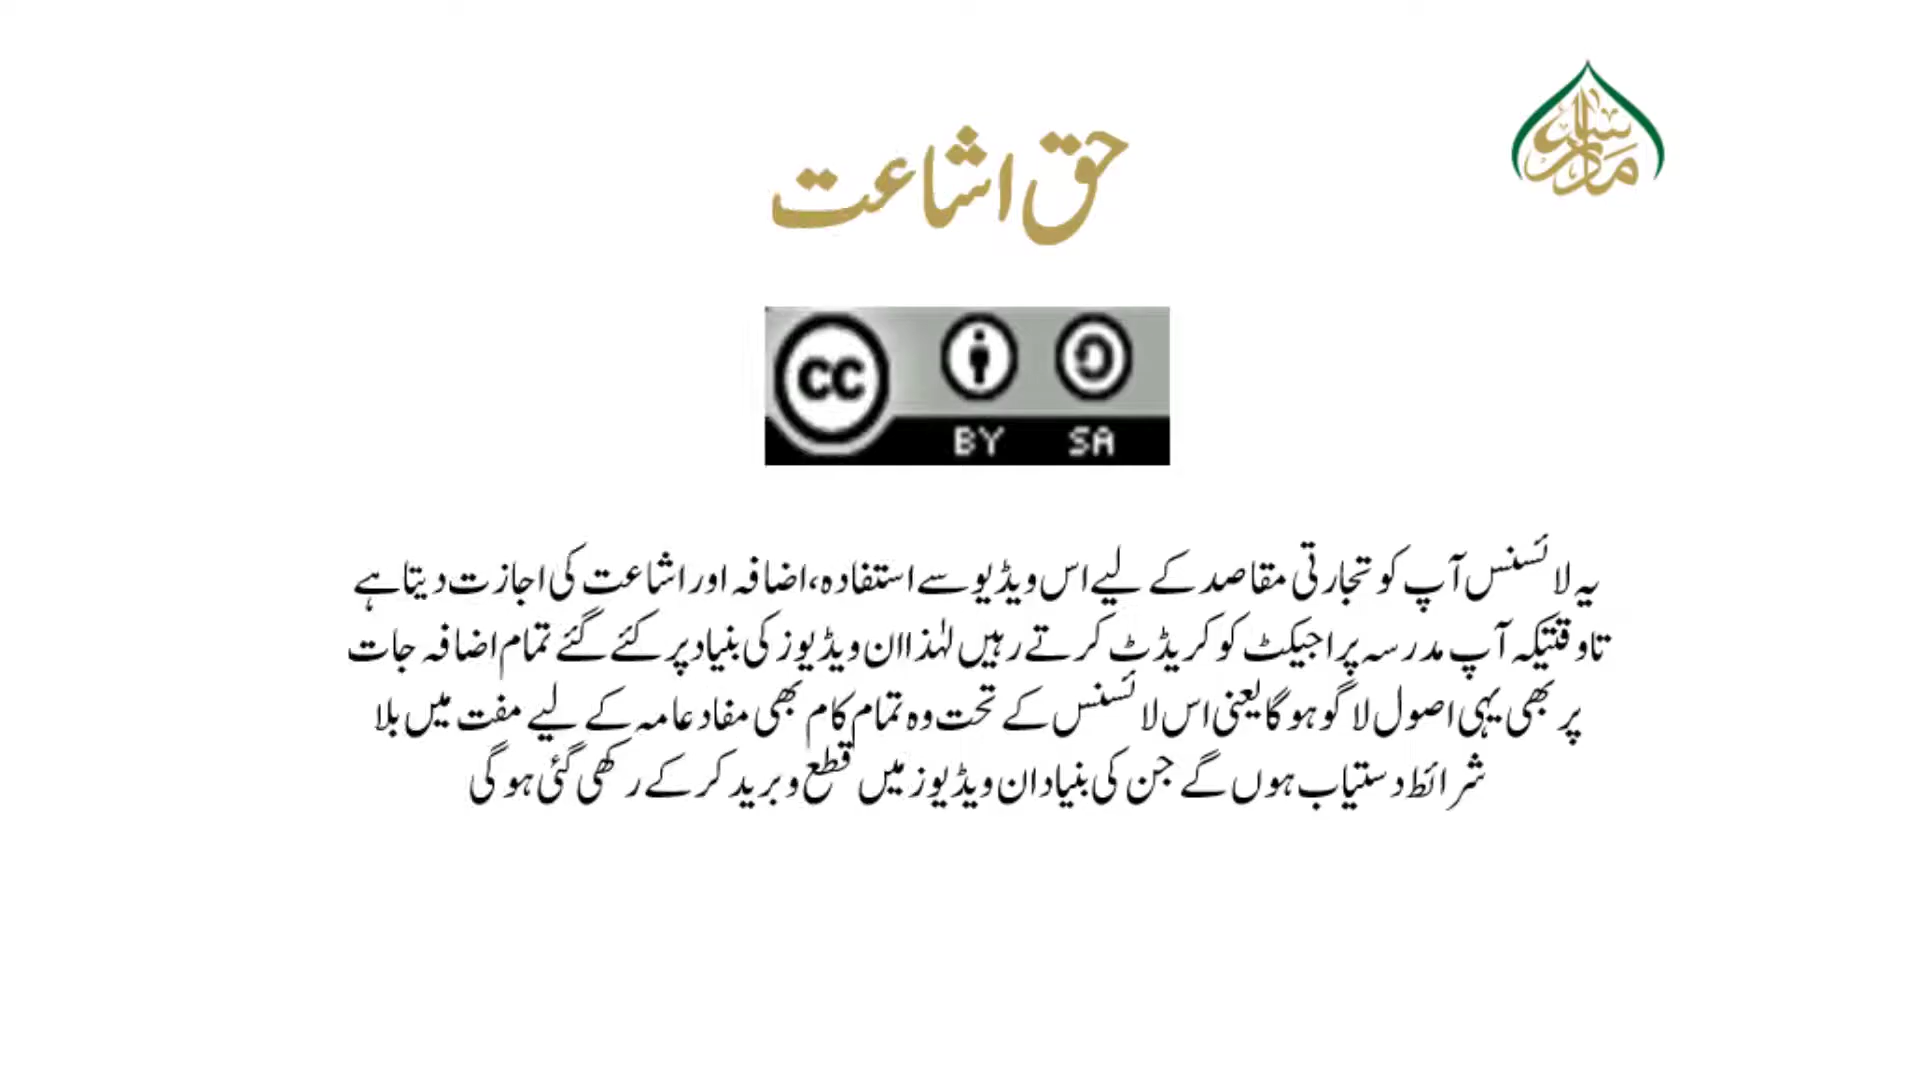 حق اشاعت
مدرسہ
CC
BY SA
یہ لائسنس آپ کو تجارتی مقاصد کے لیے اس ویڈیو سے استفادہ، اضافہ اور اشاعت کی اجازت دیتا ہے
تاوقتیکہ آپ مدرسہ پراجیکٹ کو کریڈٹ کرتے رہیں لہٰذا ان ویڈیوز کی بنیاد پر کئے گئے تمام اضافہ جات
پر بھی یہی اصول لاگو ہوگا یعنی اس لائسنس کے تحت وہ تمام کام بھی مفاد عامہ کے لیے مفت میں بلا
شرائط دستیاب ہوں گے جن کی بنیاد ان ویڈیوز میں قطع و برید کر کے رکھی گئی ہوگی